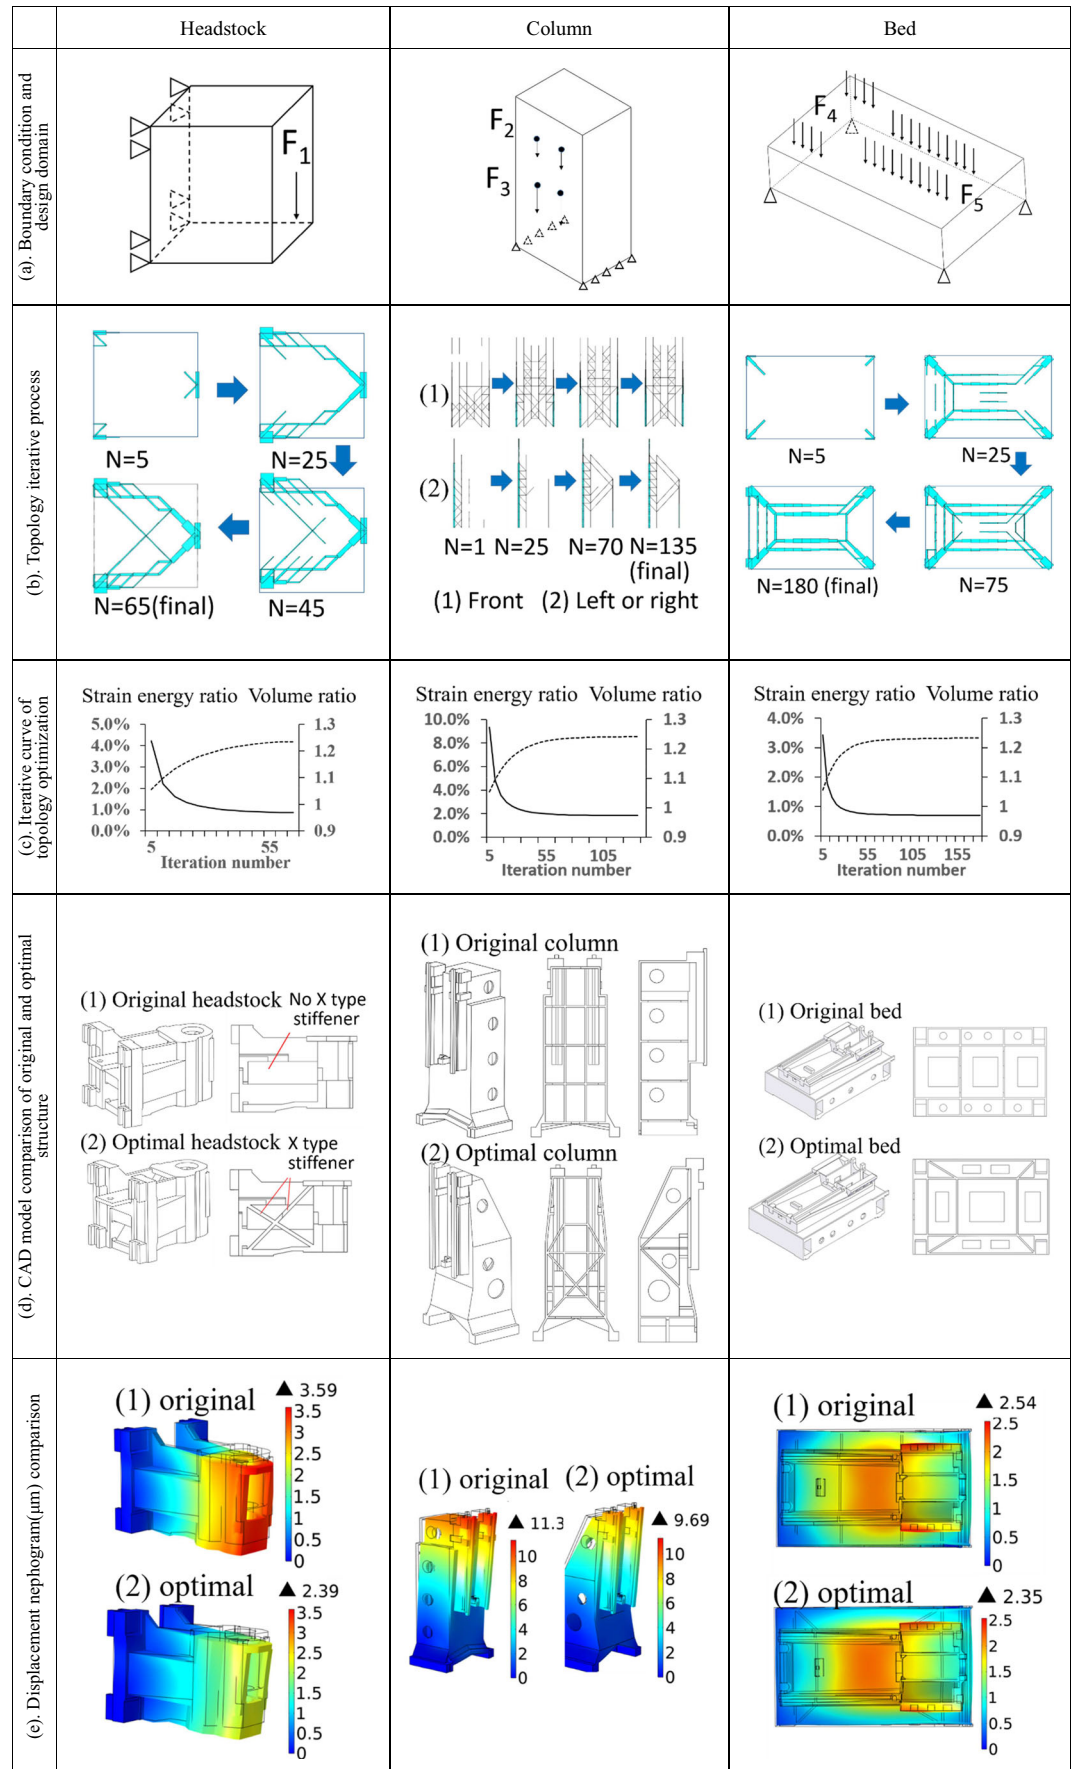 Headstock
Column
Bed
(a). Boundary condition and
design domain
F1
F2
F3
F4
F5
(b). Topology iterative process
N=5
N=25
N=65(final)
N=45
(1)
(2)
N=1 N=25 N=70 N=135
(final)
(1) Front (2) Left or right
N=5
N=25
N=180 (final)
N=75
(c). Iterative curve of
topology optimization
Strain energy ratio Volume ratio
5.0%
4.0%
3.0%
2.0%
1.0%
0.0%
1.3
1.2
1.1
1
0.9
5 55
Iteration number
Strain energy ratio Volume ratio
10.0%
8.0%
6.0%
4.0%
2.0%
0.0%
1.3
1.2
1.1
1
0.9
5 55 105
Iteration number
Strain energy ratio Volume ratio
4.0%
3.0%
2.0%
1.0%
0.0%
1.3
1.2
1.1
1
0.9
5 55 105 155
Iteration number
(d). CAD model comparison of original and optimal
structure
(1) Original headstock
No X type
stiffener
(2) Optimal headstock
X type
stiffener
(1) Original column
(2) Optimal column
(1) Original bed
(2) Optimal bed
(e). Displacement nephogram(μm) comparison
(1) original
▲ 3.59
3.5
3
2.5
2
1.5
1
0.5
0
(2) optimal
▲ 2.39
3.5
3
2.5
2
1.5
1
0.5
0
(1) original
▲ 11.3
10
8
6
4
2
0
(2) optimal
▲ 9.69
10
8
6
4
2
0
(1) original
▲ 2.54
2.5
2
1.5
1
0.5
0
(2) optimal
▲ 2.35
2.5
2
1.5
1
0.5
0